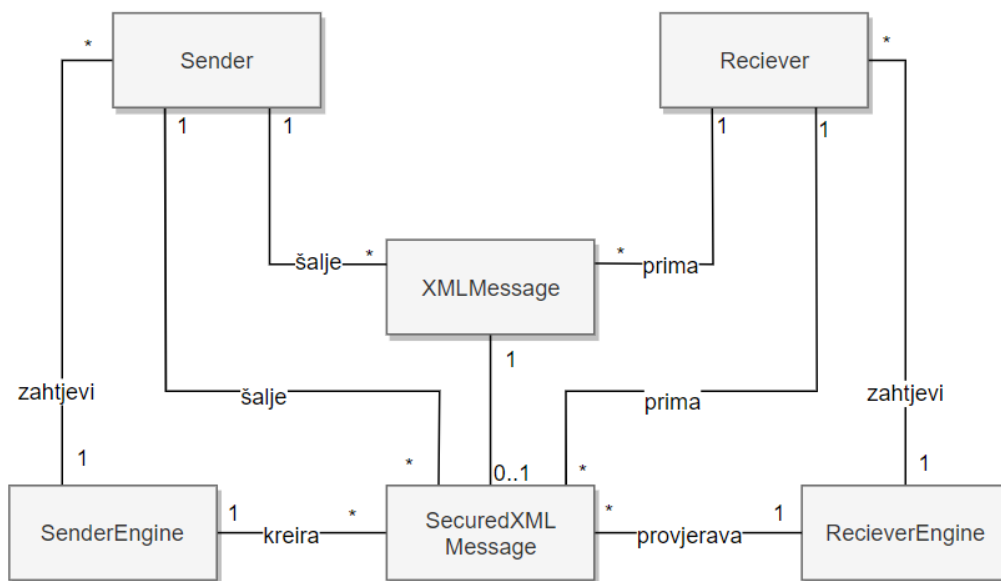 * Sender Reciever *
1 1 1 1
šalje * * prima
XMLMessage
1
zahtjevi šalje prima zahtjevi
1 * 0..1 * 1
SenderEngine 1 kreira * SecuredXML
Message * provjerava 1 RecieverEngine